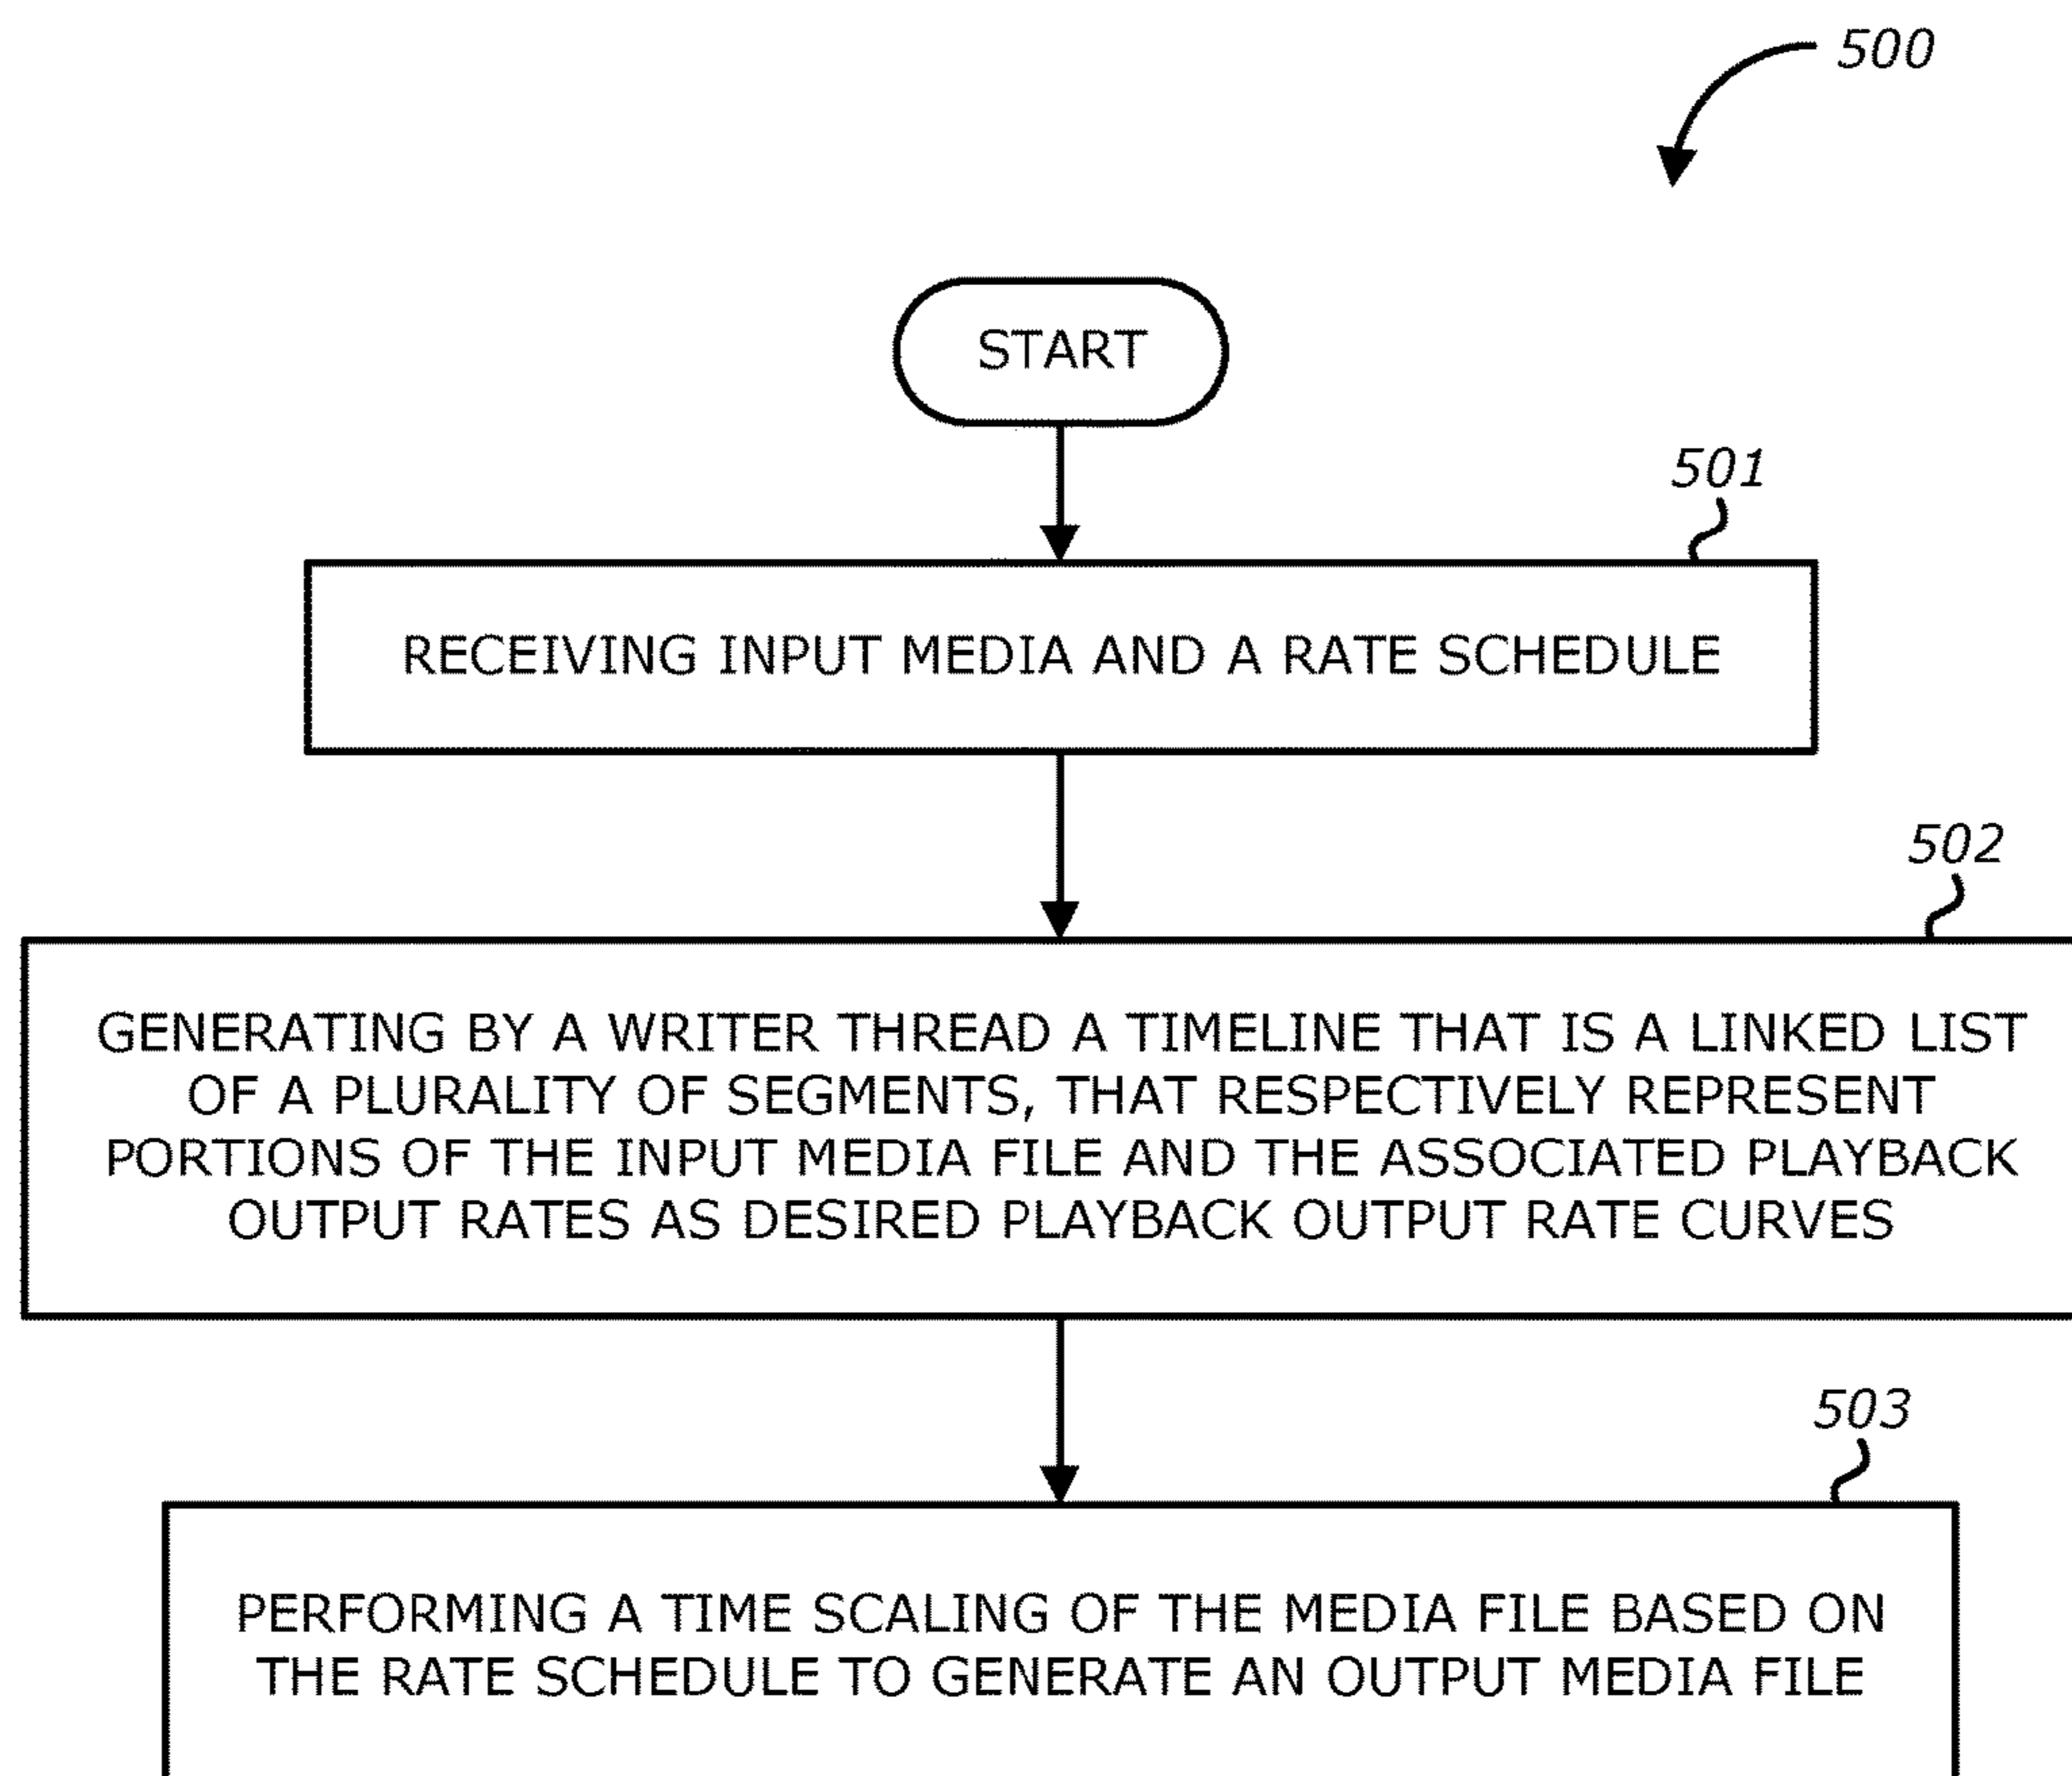 500
START
501
RECEIVING INPUT MEDIA AND A RATE SCHEDULE
502
GENERATING BY A WRITER THREAD A TIMELINE THAT IS A LINKED LIST
OF A PLURALITY OF SEGMENTS, THAT RESPECTIVELY REPRESENT
PORTIONS OF THE INPUT MEDIA FILE AND THE ASSOCIATED PLAYBACK
OUTPUT RATES AS DESIRED PLAYBACK OUTPUT RATE CURVES
503
PERFORMING A TIME SCALING OF THE MEDIA FILE BASED ON
THE RATE SCHEDULE TO GENERATE AN OUTPUT MEDIA FILE